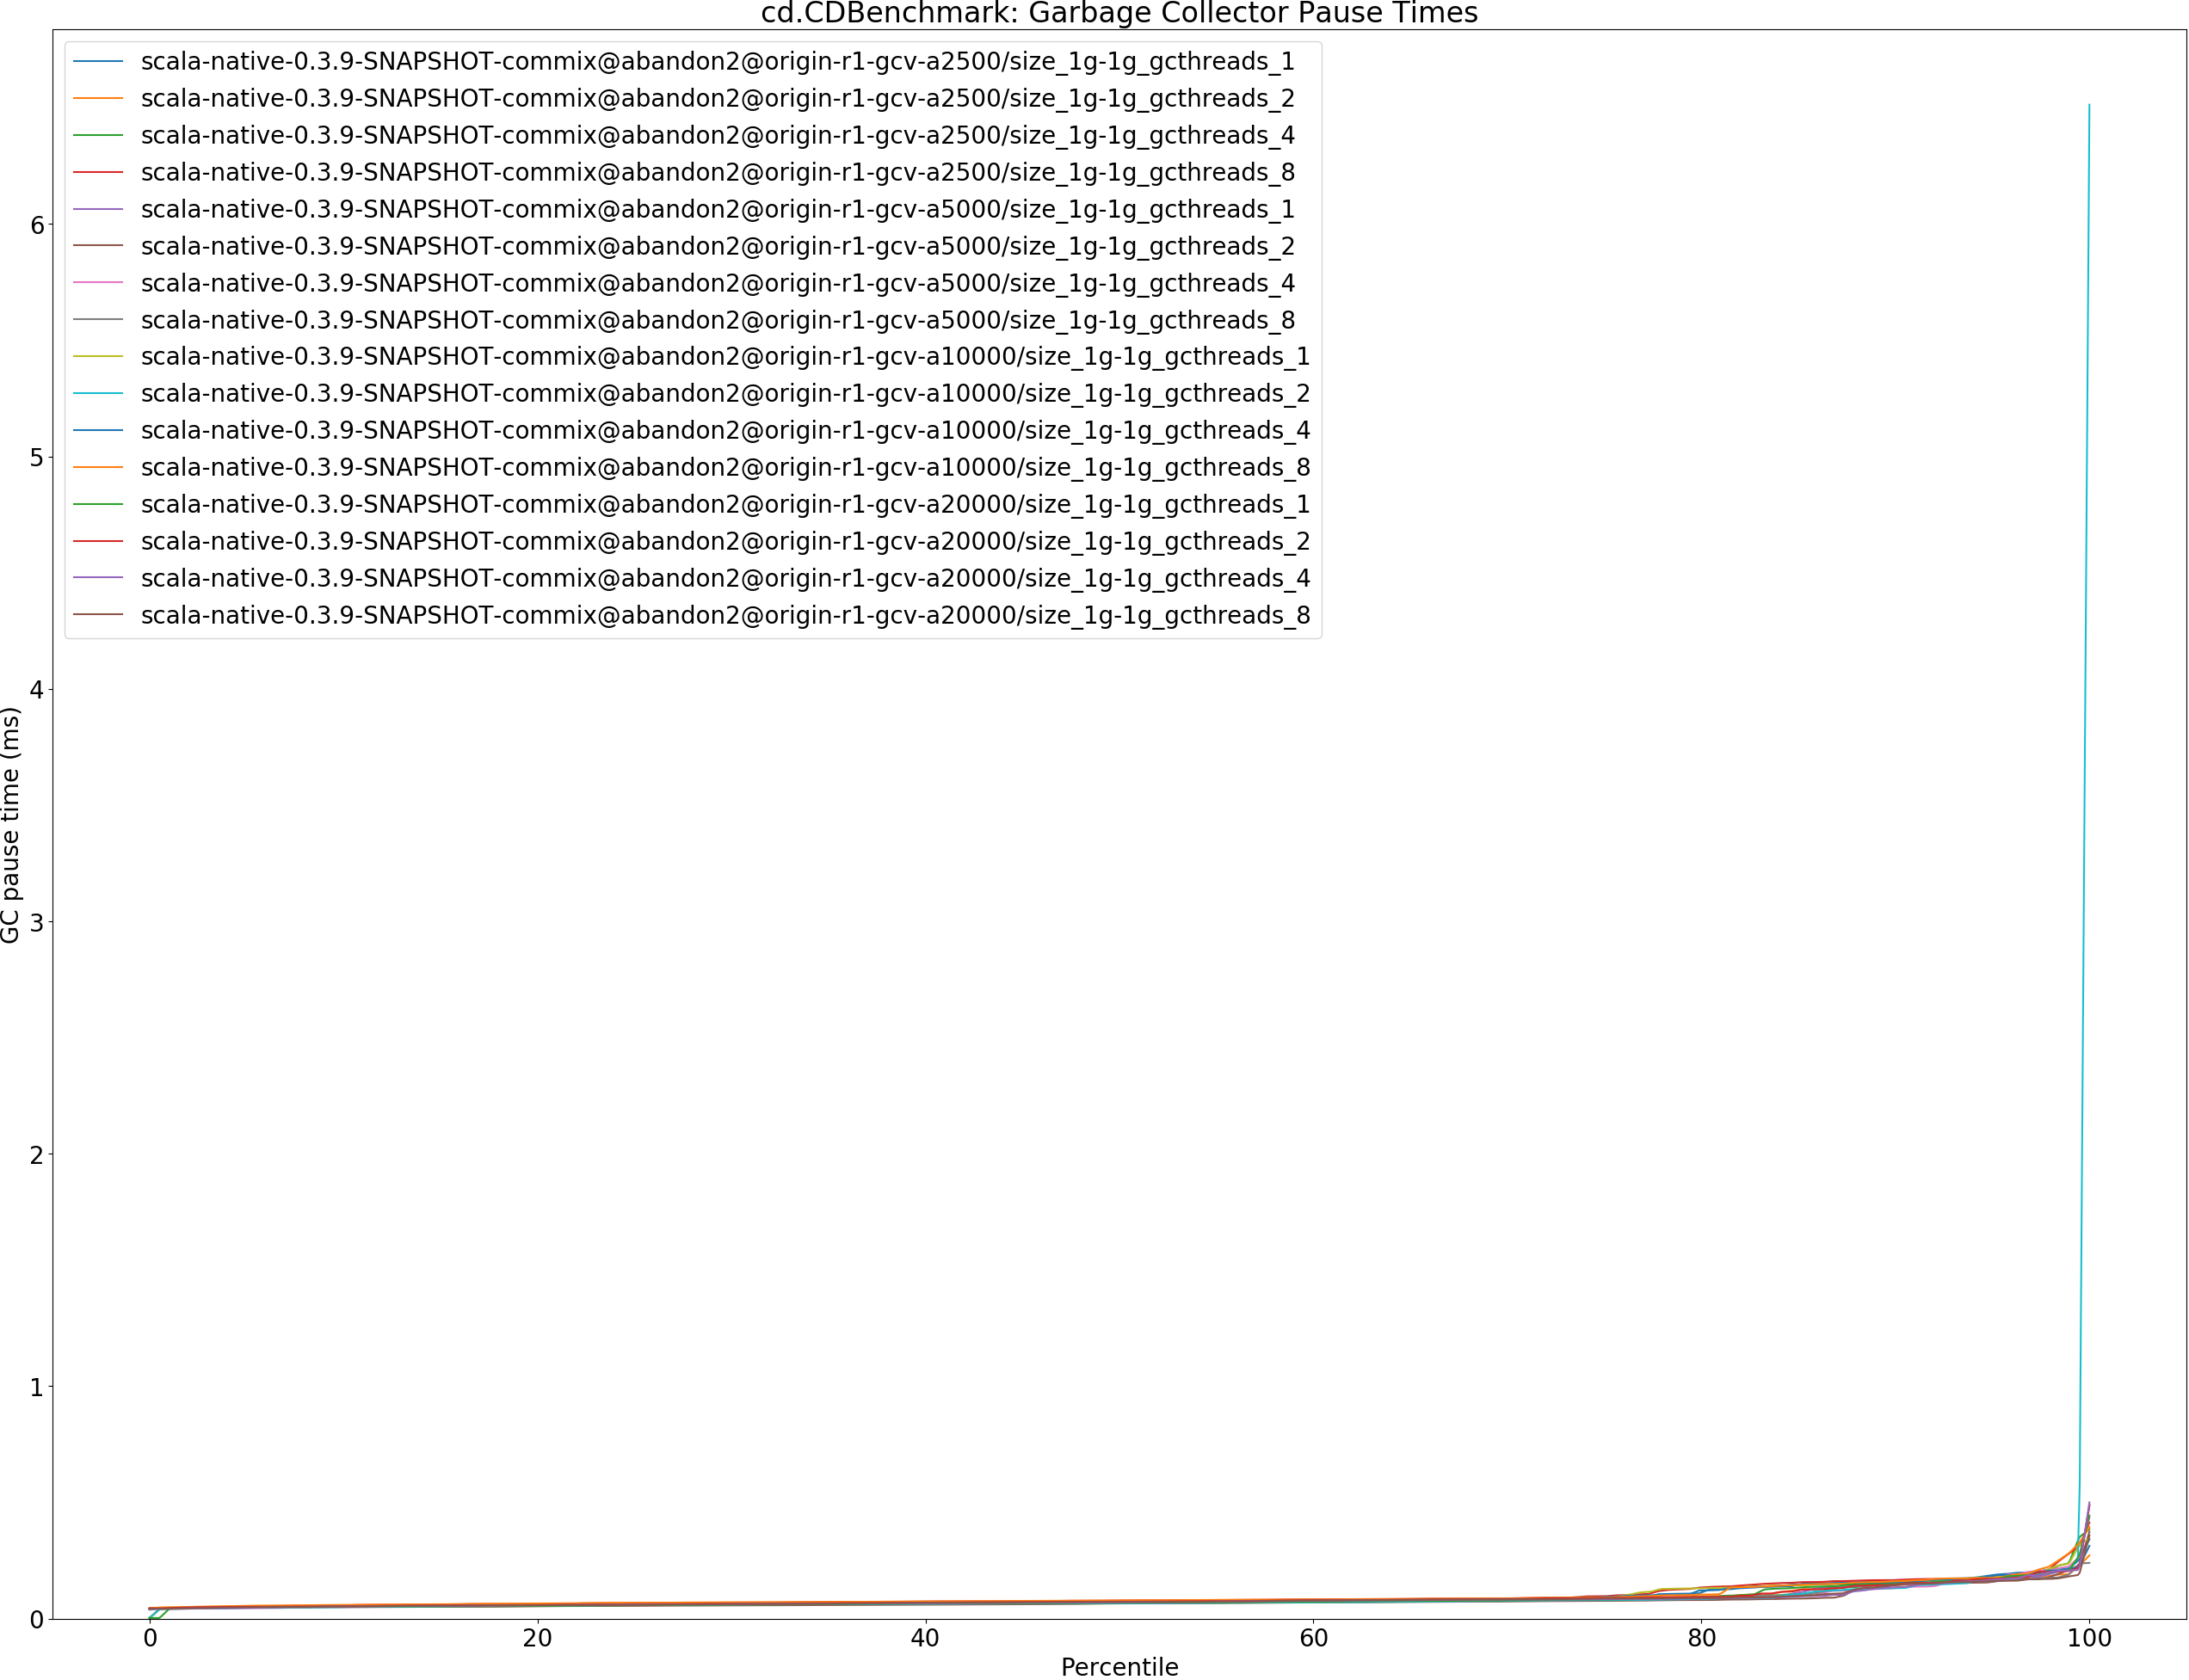 cd.CDBenchmark: Garbage Collector Pause Times
scala-native-0.3.9-SNAPSHOT-commix@abandon2@origin-r1-gcv-a2500/size_1g-1g_gcthreads_1
scala-native-0.3.9-SNAPSHOT-commix@abandon2@origin-r1-gcv-a2500/size_1g-1g_gcthreads_2
scala-native-0.3.9-SNAPSHOT-commix@abandon2@origin-r1-gcv-a2500/size_1g-1g_gcthreads_4
scala-native-0.3.9-SNAPSHOT-commix@abandon2@origin-r1-gcv-a2500/size_1g-1g_gcthreads_8
scala-native-0.3.9-SNAPSHOT-commix@abandon2@origin-r1-gcv-a5000/size_1g-1g_gcthreads_1
scala-native-0.3.9-SNAPSHOT-commix@abandon2@origin-r1-gcv-a5000/size_1g-1g_gcthreads_2
scala-native-0.3.9-SNAPSHOT-commix@abandon2@origin-r1-gcv-a5000/size_1g-1g_gcthreads_4
scala-native-0.3.9-SNAPSHOT-commix@abandon2@origin-r1-gcv-a5000/size_1g-1g_gcthreads_8
scala-native-0.3.9-SNAPSHOT-commix@abandon2@origin-r1-gcv-a10000/size_1g-1g_gcthreads_1
scala-native-0.3.9-SNAPSHOT-commix@abandon2@origin-r1-gcv-a10000/size_1g-1g_gcthreads_2
scala-native-0.3.9-SNAPSHOT-commix@abandon2@origin-r1-gcv-a10000/size_1g-1g_gcthreads_4
scala-native-0.3.9-SNAPSHOT-commix@abandon2@origin-r1-gcv-a10000/size_1g-1g_gcthreads_8
scala-native-0.3.9-SNAPSHOT-commix@abandon2@origin-r1-gcv-a20000/size_1g-1g_gcthreads_1
scala-native-0.3.9-SNAPSHOT-commix@abandon2@origin-r1-gcv-a20000/size_1g-1g_gcthreads_2
scala-native-0.3.9-SNAPSHOT-commix@abandon2@origin-r1-gcv-a20000/size_1g-1g_gcthreads_4
scala-native-0.3.9-SNAPSHOT-commix@abandon2@origin-r1-gcv-a20000/size_1g-1g_gcthreads_8
GC pause time (ms)
6
5
4
3
2
1
0
0 20 40 60 80 100
Percentile